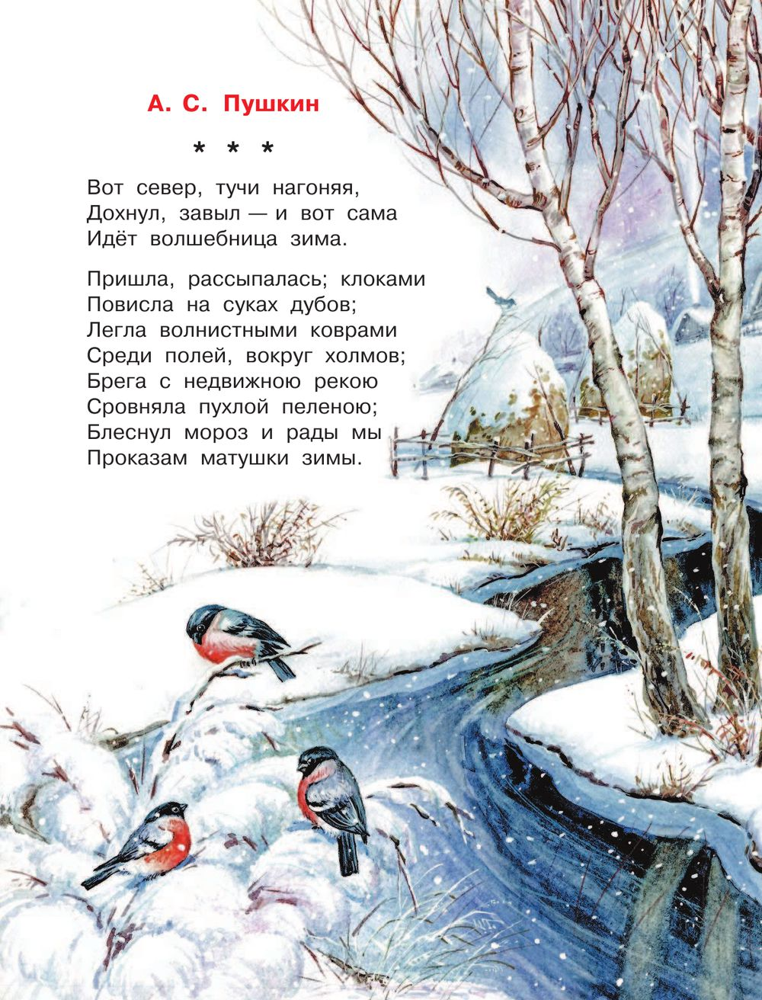 А. С. Пушкин
* * *
Вот север, тучи нагоняя,
Дохнул, завыл — и вот сама
Идёт волшебница зима.
Пришла, рассыпалась; клоками
Повисла на суках дубов;
Легла волнистыми коврами
Среди полей, вокруг холмов;
Брега с недвижною рекою
Сровняла пухлой пеленою;
Блеснул мороз и рады мы
Проказам матушки зимы.